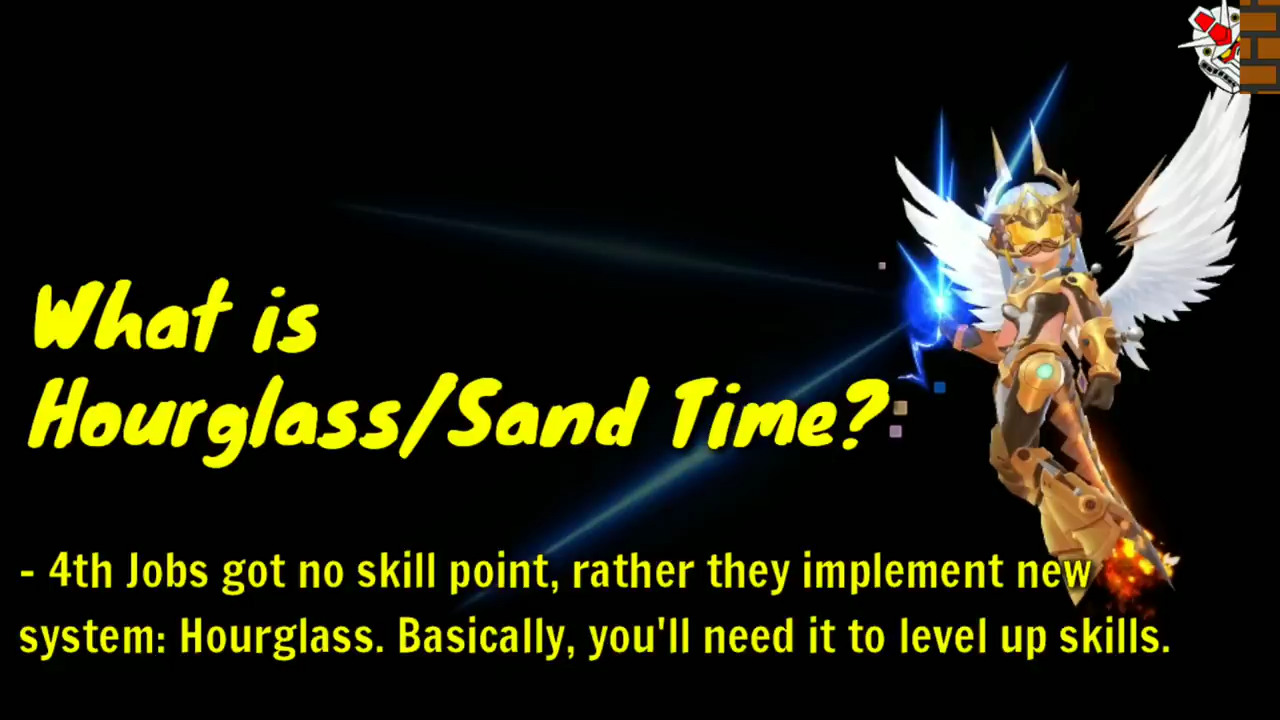 What is
Hourglass/Sand Time?
- 4th Jobs got no skill point, rather they implement new
system: Hourglass. Basically, you'll need it to level up skills.